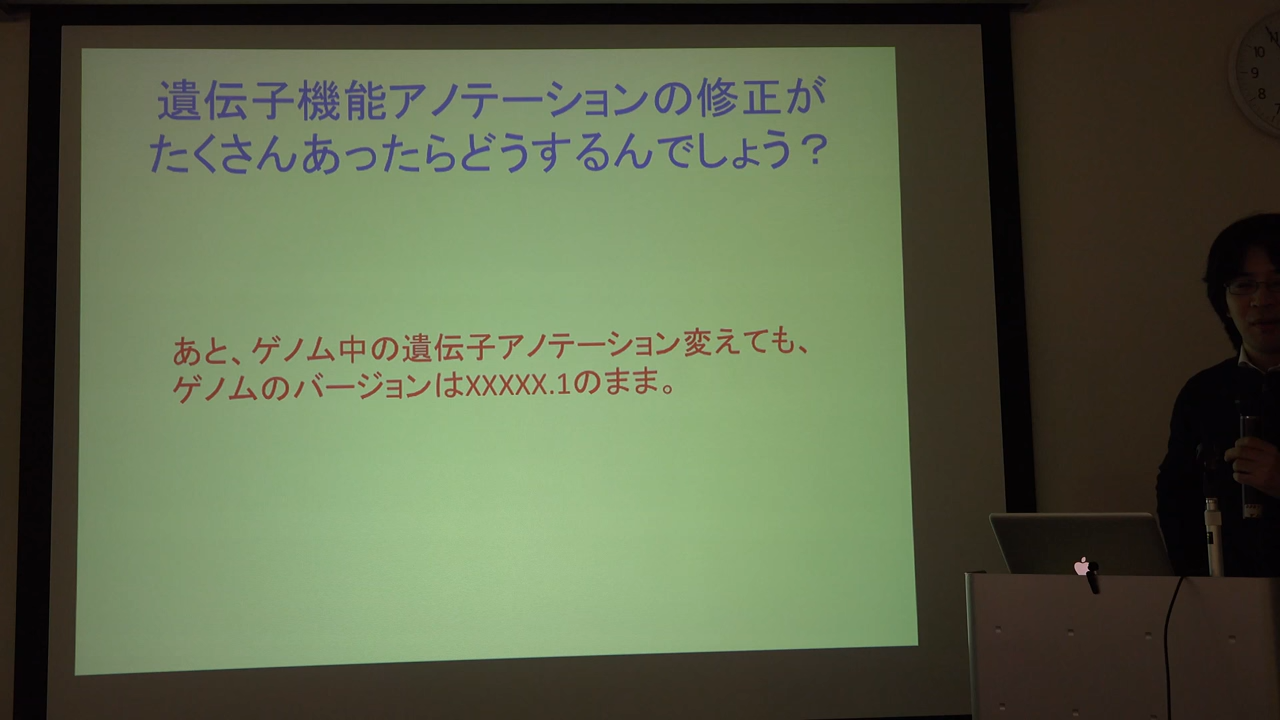 遺伝子機能アノテーションの修正が
たくさんあったらどうするんでしょう？
あと、ゲノム中の遺伝子アノテーション変えても、
ゲノムのバージョンはXXXXX.1のまま。
10
9
8